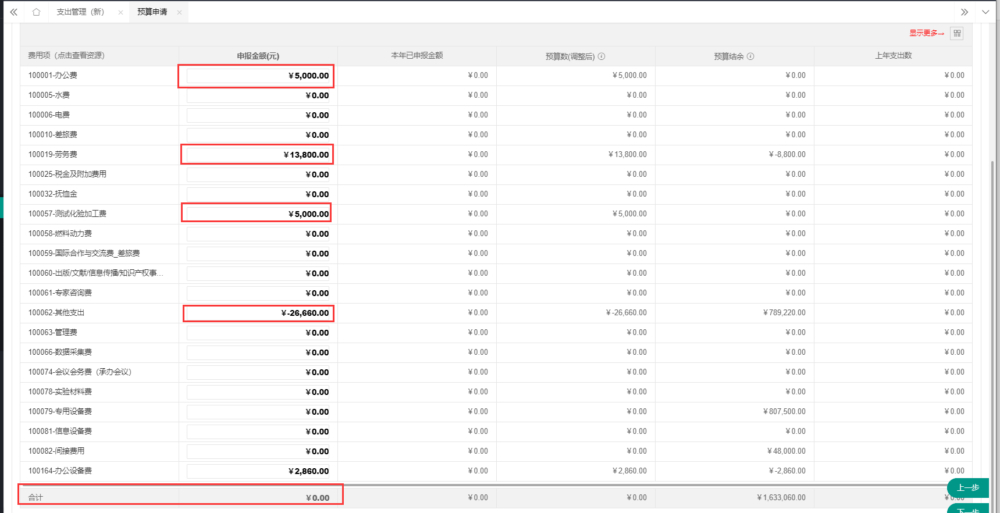 支出管理（新）
预算申请
显示更多→
费用项（点击查看资源） 申报金额(元) 本年已申报金额 预算数(调整后) 预算结余 上年支出数
100001-办公费 ￥5,000.00 ￥0.00 ￥5,000.00 ￥0.00 ￥0.00
100005-水费 ￥0.00 ￥0.00 ￥0.00 ￥0.00 ￥0.00
100006-电费 ￥0.00 ￥0.00 ￥0.00 ￥0.00 ￥0.00
100010-差旅费 ￥0.00 ￥0.00 ￥0.00 ￥0.00 ￥0.00
100019-劳务费 ￥13,800.00 ￥0.00 ￥13,800.00 ￥-8,800.00 ￥0.00
100025-税金及附加费用 ￥0.00 ￥0.00 ￥0.00 ￥0.00 ￥0.00
100032-抚恤金 ￥0.00 ￥0.00 ￥0.00 ￥0.00 ￥0.00
100057-测试化验加工费 ￥5,000.00 ￥0.00 ￥5,000.00 ￥0.00 ￥0.00
100058-燃料动力费 ￥0.00 ￥0.00 ￥0.00 ￥0.00 ￥0.00
100059-国际合作与交流费_差旅费 ￥0.00 ￥0.00 ￥0.00 ￥0.00 ￥0.00
100060-出版/文献/信息传播/知识产权事... ￥0.00 ￥0.00 ￥0.00 ￥0.00 ￥0.00
100061-专家咨询费 ￥0.00 ￥0.00 ￥0.00 ￥0.00 ￥0.00
100062-其他支出 ￥-26,660.00 ￥0.00 ￥-26,660.00 ￥789,220.00 ￥0.00
100063-管理费 ￥0.00 ￥0.00 ￥0.00 ￥0.00 ￥0.00
100066-数据采集费 ￥0.00 ￥0.00 ￥0.00 ￥0.00 ￥0.00
100074-会议会务费（承办会议） ￥0.00 ￥0.00 ￥0.00 ￥0.00 ￥0.00
100078-实验材料费 ￥0.00 ￥0.00 ￥0.00 ￥0.00 ￥0.00
100079-专用设备费 ￥0.00 ￥0.00 ￥0.00 ￥807,500.00 ￥0.00
100081-信息设备费 ￥0.00 ￥0.00 ￥0.00 ￥0.00 ￥0.00
100082-间接费用 ￥0.00 ￥0.00 ￥0.00 ￥48,000.00 ￥0.00
100164-办公设备费 ￥2,860.00 ￥0.00 ￥2,860.00 ￥-2,860.00 ￥0.00
上一步
合计 ￥0.00 ￥0.00 ￥0.00 ￥1,633,060.00 ￥0.00
下一步